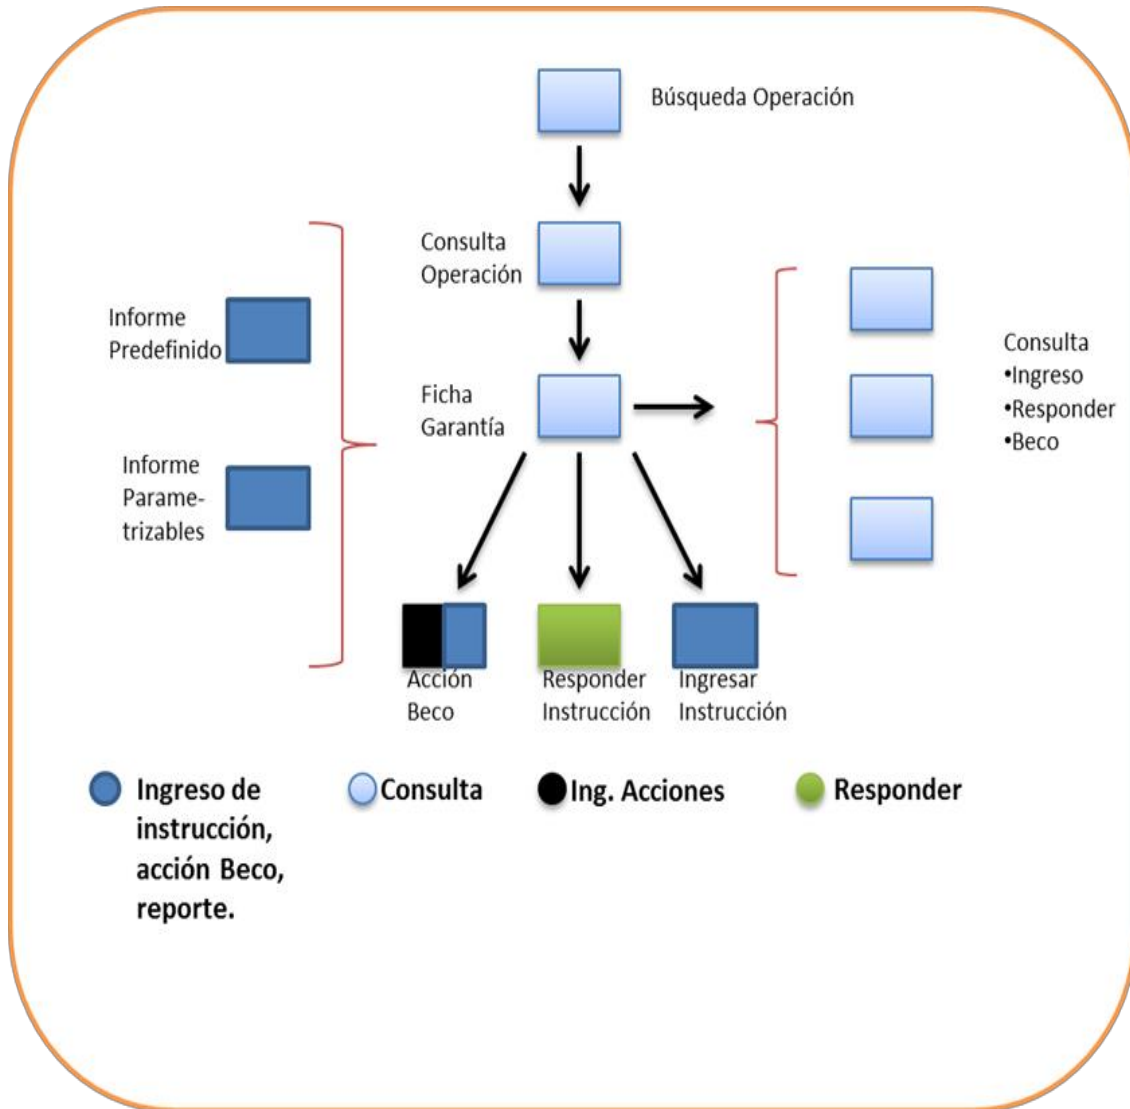 Búsqueda Operación
Consulta
Operación
Informe
Predefinido
Ficha
Garantía
Consulta
•Ingreso
•Responder
•Beco
Informe
Parame-
trizables
Acción
Beco
Responder
Instrucción
Ingresar
Instrucción
Ingreso de
instrucción,
acción Beco,
reporte.
Consulta
Ing. Acciones
Responder